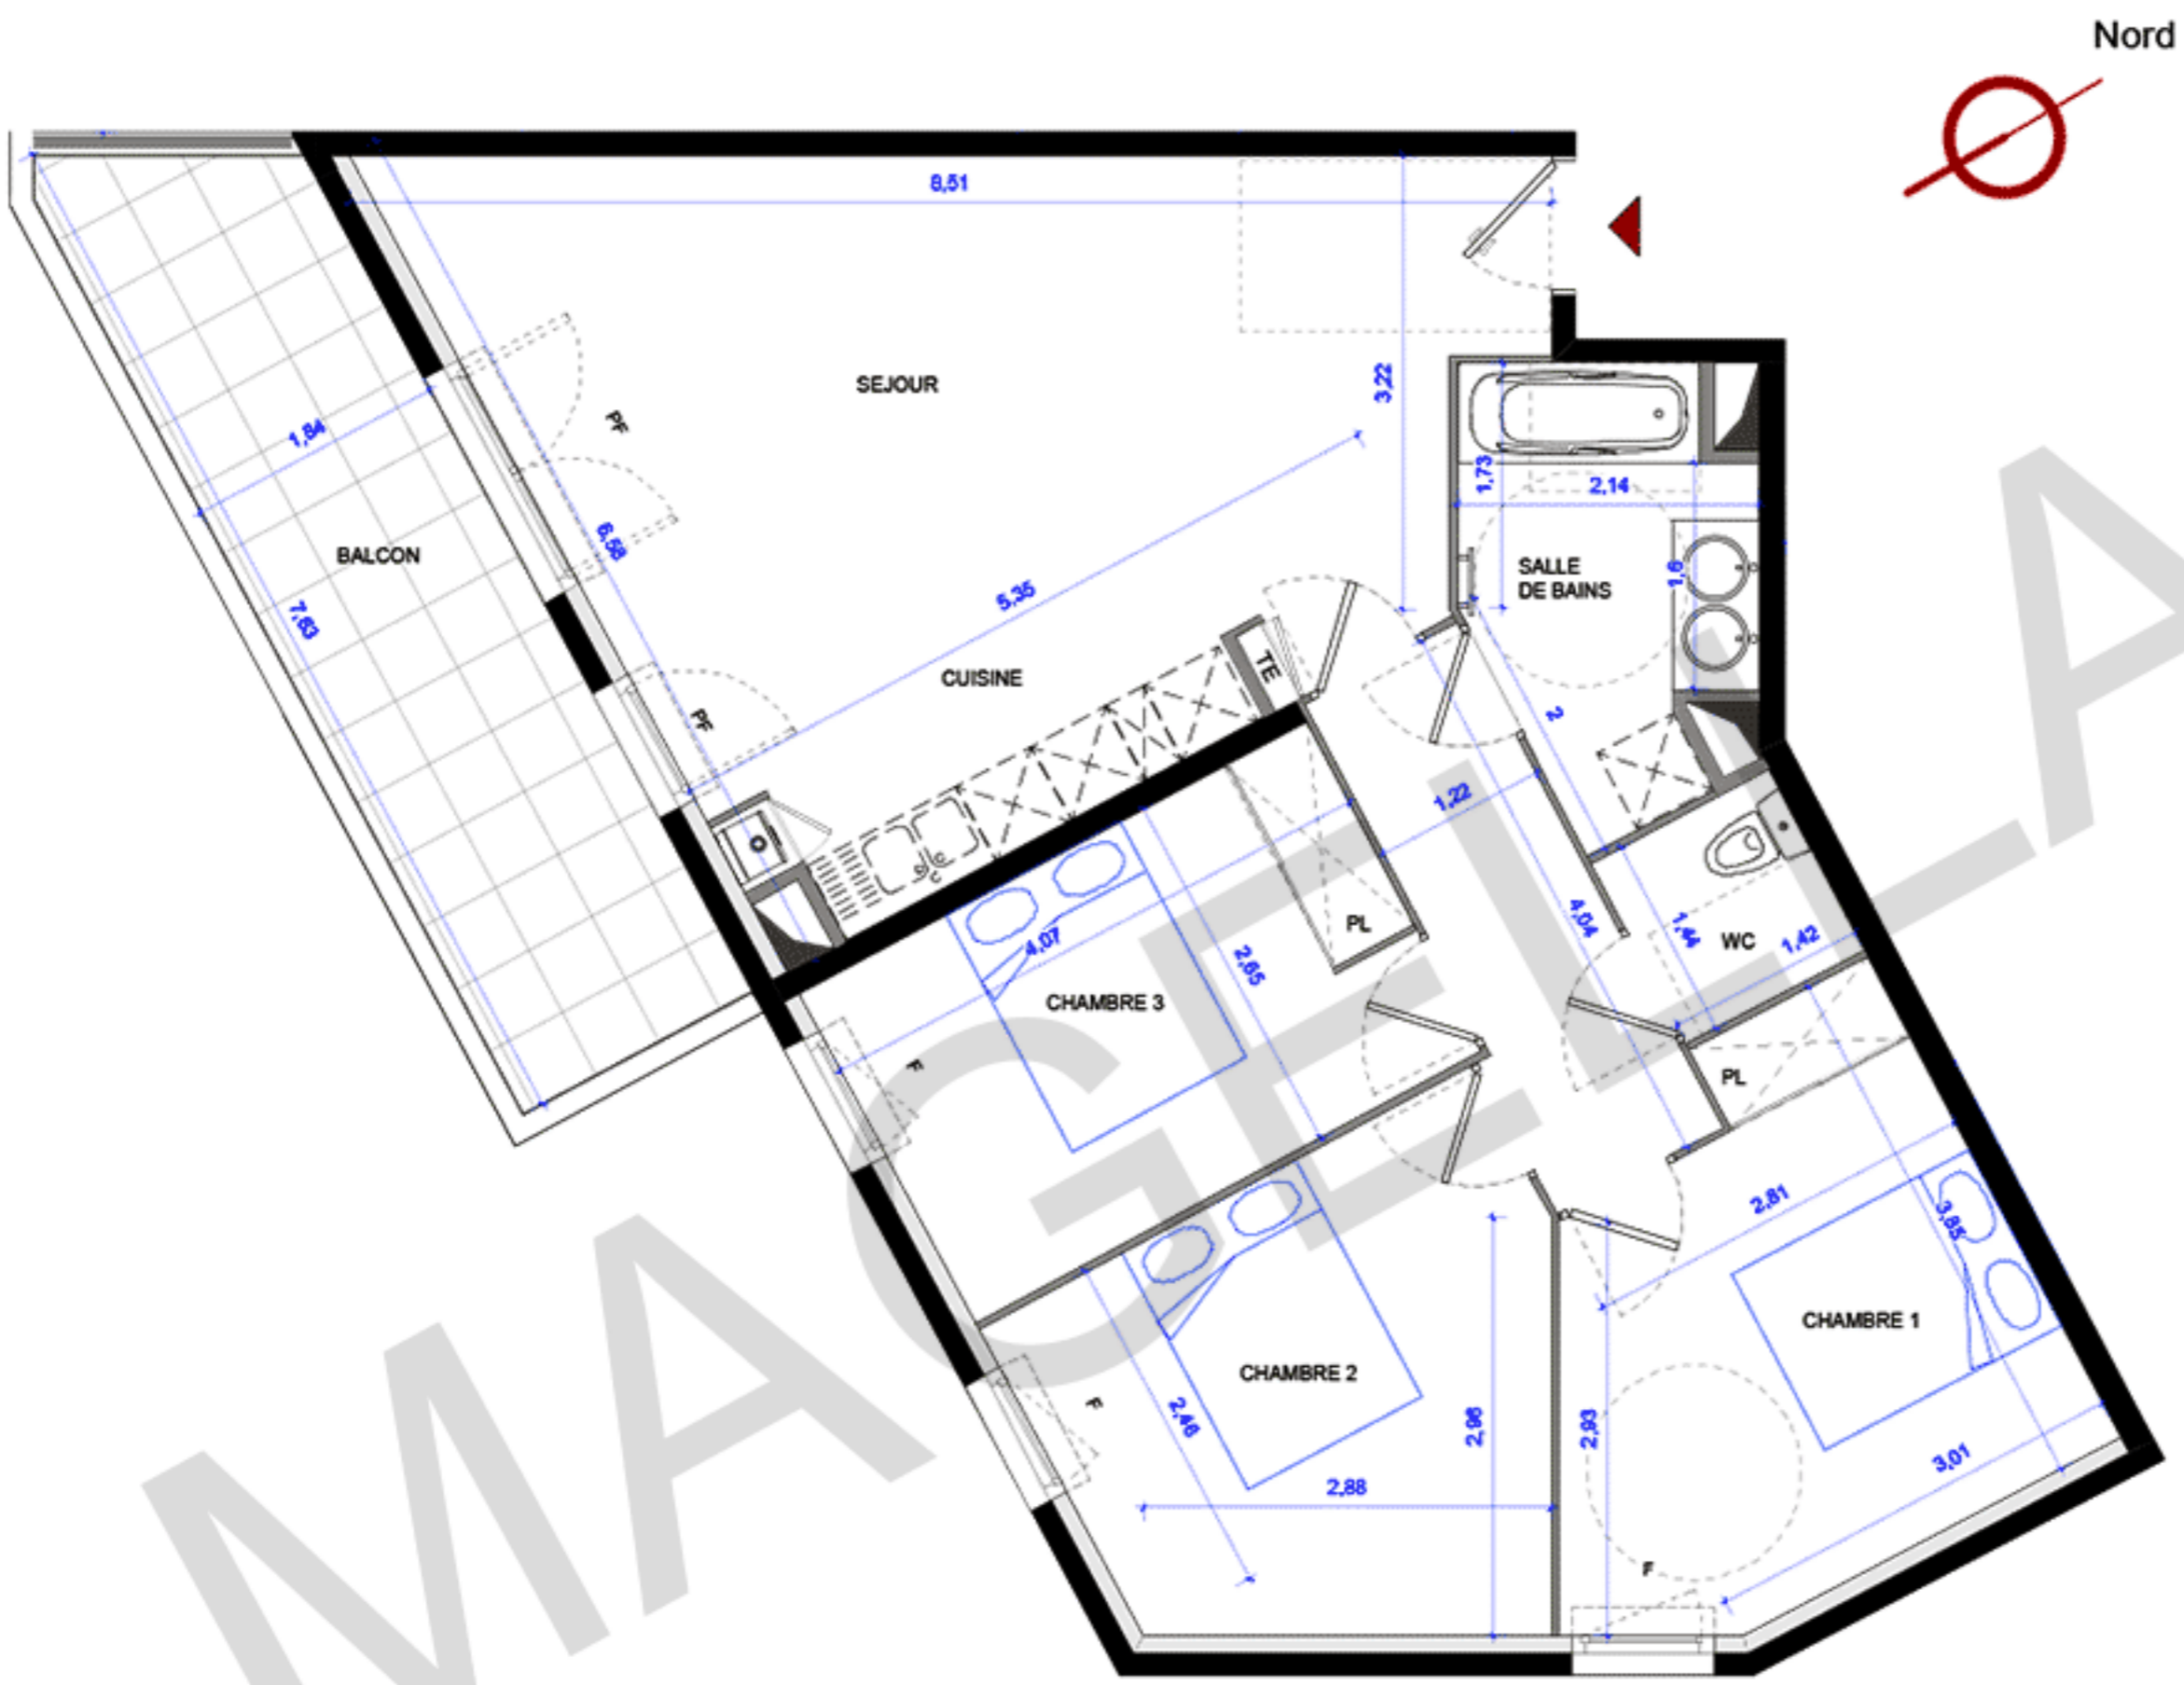 Nord
8,51
SEJOUR
3,22
1,84
PF
1,73
2,14
BALCON
6,58
SALLE
DE BAINS
1,6
7,63
5,35
CUISINE
TE
PF
2
1,22
PL
4,04
1,44
WC
1,42
4,07
2,65
CHAMBRE 3
F
PL
2,81
3,85
CHAMBRE 1
CHAMBRE 2
F
2,46
2,96
2,93
3,01
2,88
F
MAGELLA